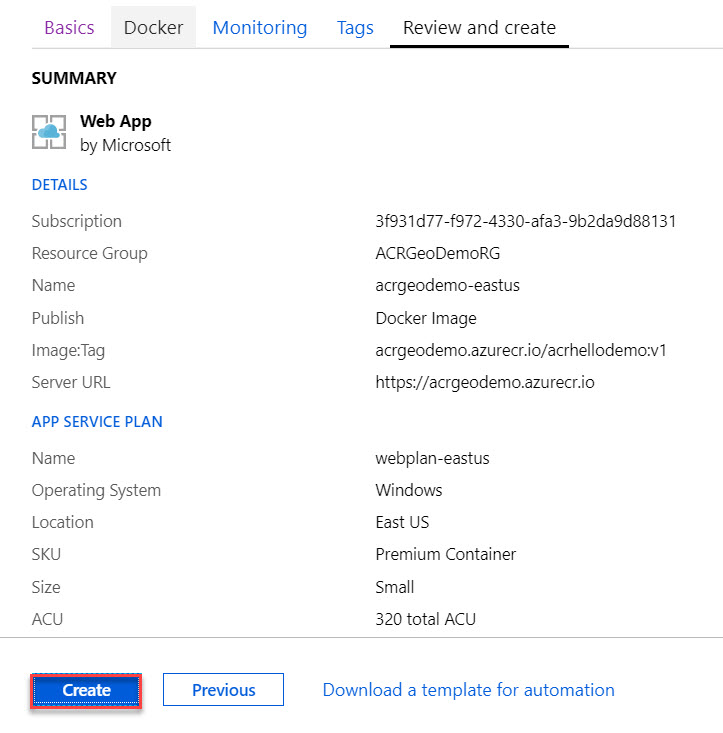 Basics Docker Monitoring Tags Review and create
SUMMARY
Web App
by Microsoft
DETAILS
Subscription 3f931d77-f972-4330-afa3-9b2da9d88131
Resource Group ACRGeoDemoRG
Name acrgeodemo-eastus
Publish Docker Image
Image:Tag acrgeodemo.azurecr.io/acrhellodemo:v1
Server URL https://acrgeodemo.azurecr.io
APP SERVICE PLAN
Name webplan-eastus
Operating System Windows
Location East US
SKU Premium Container
Size Small
ACU 320 total ACU
Create Previous Download a template for automation